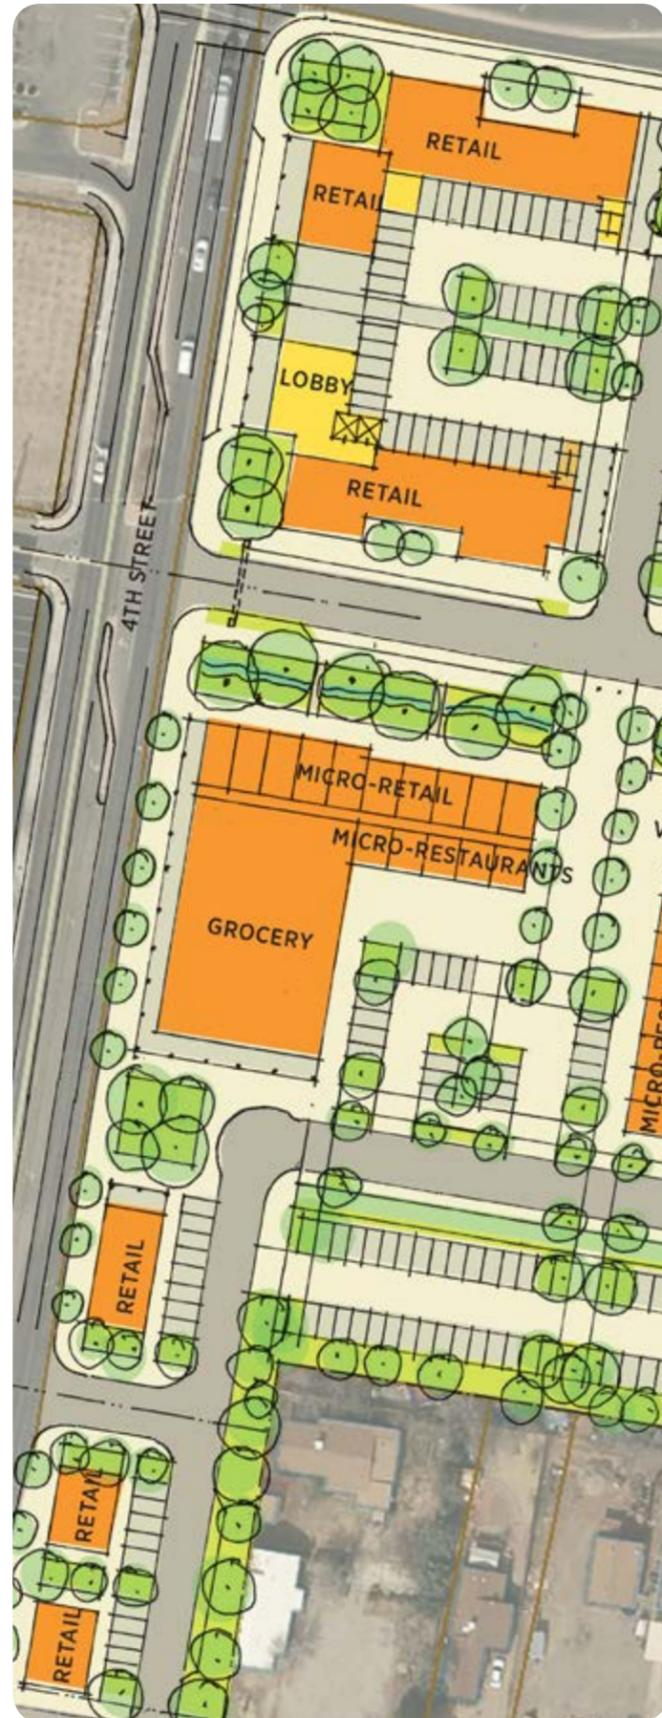 RETAIL
RETAIL
LOBBY
RETAIL
4TH STREET
MICRO-RETAIL
MICRO-RESTAURANTS
GROCERY
RETAIL
RETAIL
RETAIL